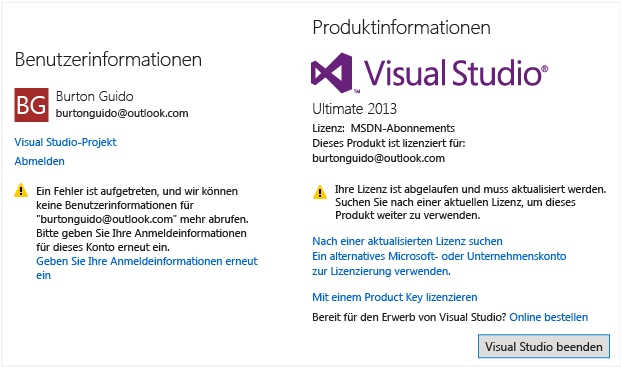 Benutzerinformationen
BG
Burton Guido
burtonguido@outlook.com
Visual Studio-Projekt
Abmelden
Ein Fehler ist aufgetreten, und wir können
keine Benutzerinformationen für
"burtonguido@outlook.com" mehr abrufen.
Bitte geben Sie Ihre Anmeldeinformationen
für dieses Konto erneut ein.
Geben Sie Ihre Anmeldeinformationen erneut
ein
Produktinformationen
Visual Studio®
Ultimate 2013
Lizenz: MSDN-Abonnements
Dieses Produkt ist lizenziert für:
burtonguido@outlook.com
Ihre Lizenz ist abgelaufen und muss aktualisiert werden.
Suchen Sie nach einer aktuellen Lizenz, um dieses
Produkt weiter zu verwenden.
Nach einer aktualisierten Lizenz suchen
Ein alternatives Microsoft- oder Unternehmenskonto
zur Lizenzierung verwenden.
Mit einem Product Key lizenzieren
Bereit für den Erwerb von Visual Studio? Online bestellen
Visual Studio beenden